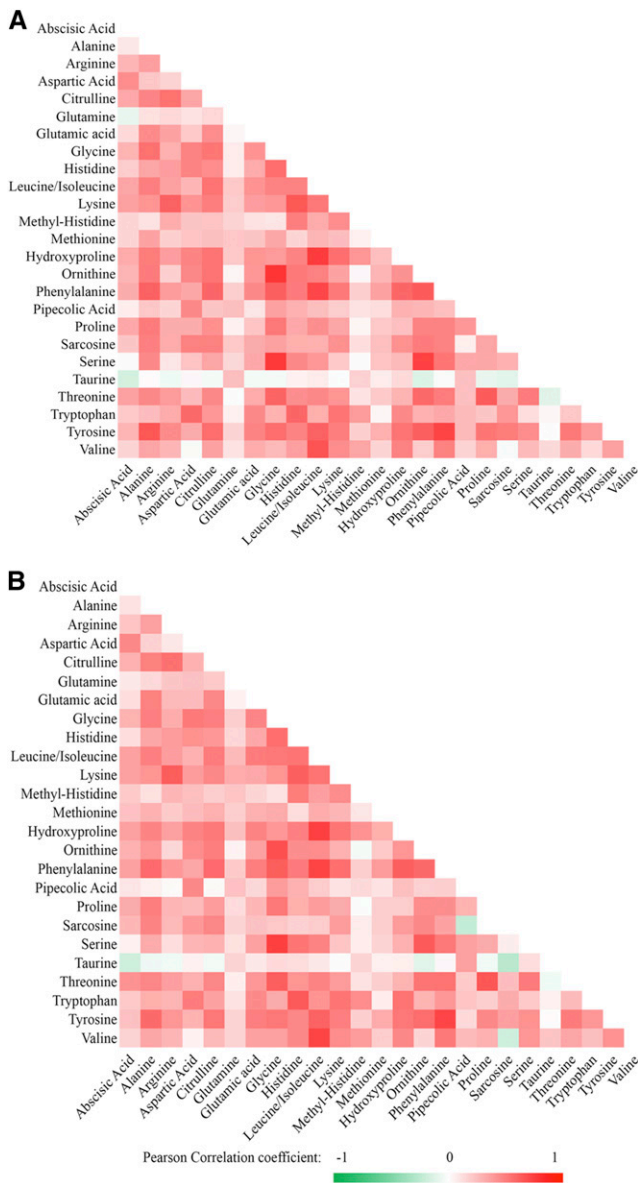 A
Abscisic Acid
Alanine
Arginine
Aspartic Acid
Citrulline
Glutamine
Glutamic acid
Glycine
Histidine
Leucine/Isoleucine
Lysine
Methyl-Histidine
Methionine
Hydroxyproline
Ornithine
Phenylalanine
Pipecolic Acid
Proline
Sarcosine
Serine
Taurine
Threonine
Tryptophan
Tyrosine
Valine
Abscisic Acid
Alanine
Arginine
Aspartic Acid
Citrulline
Glutamine
Glutamic acid
Glycine
Histidine
Leucine/Isoleucine
Lysine
Methyl-Histidine
Methionine
Hydroxyproline
Ornithine
Phenylalanine
Pipecolic Acid
Proline
Sarcosine
Serine
Taurine
Threonine
Tryptophan
Tyrosine
Valine
B
Abscisic Acid
Alanine
Arginine
Aspartic Acid
Citrulline
Glutamine
Glutamic acid
Glycine
Histidine
Leucine/Isoleucine
Lysine
Methyl-Histidine
Methionine
Hydroxyproline
Ornithine
Phenylalanine
Pipecolic Acid
Proline
Sarcosine
Serine
Taurine
Threonine
Tryptophan
Tyrosine
Valine
Abscisic Acid
Alanine
Arginine
Aspartic Acid
Citrulline
Glutamine
Glutamic acid
Glycine
Histidine
Leucine/Isoleucine
Lysine
Methyl-Histidine
Methionine
Hydroxyproline
Ornithine
Phenylalanine
Pipecolic Acid
Proline
Sarcosine
Serine
Taurine
Threonine
Tryptophan
Tyrosine
Valine
Pearson Correlation coefficient: -1 0 1